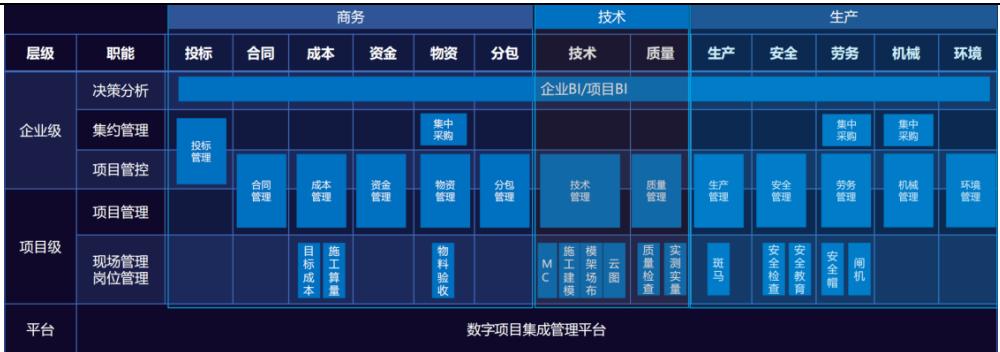 商务 技术 生产
层级 职能 投标 合同 成本 资金 物资 分包 技术 质量 生产 安全 劳务 机械 环境
决策分析 企业BI/项目BI
企业级 集约管理 投标管理 集中采购 集中采购 集中采购
项目管控
项目管理 合同管理 成本管理 资金管理 物资管理 分包管理 技术管理 质量管理 生产管理 安全管理 劳务管理 机械管理 环境管理
项目级
现场管理
岗位管理
目标成本 施工算量 物料验收 MC 施工建模 模架场布 云图 质量检查 实测实量 斑马 安全检查 安全教育 安全帽 闸机
平台 数字项目集成管理平台